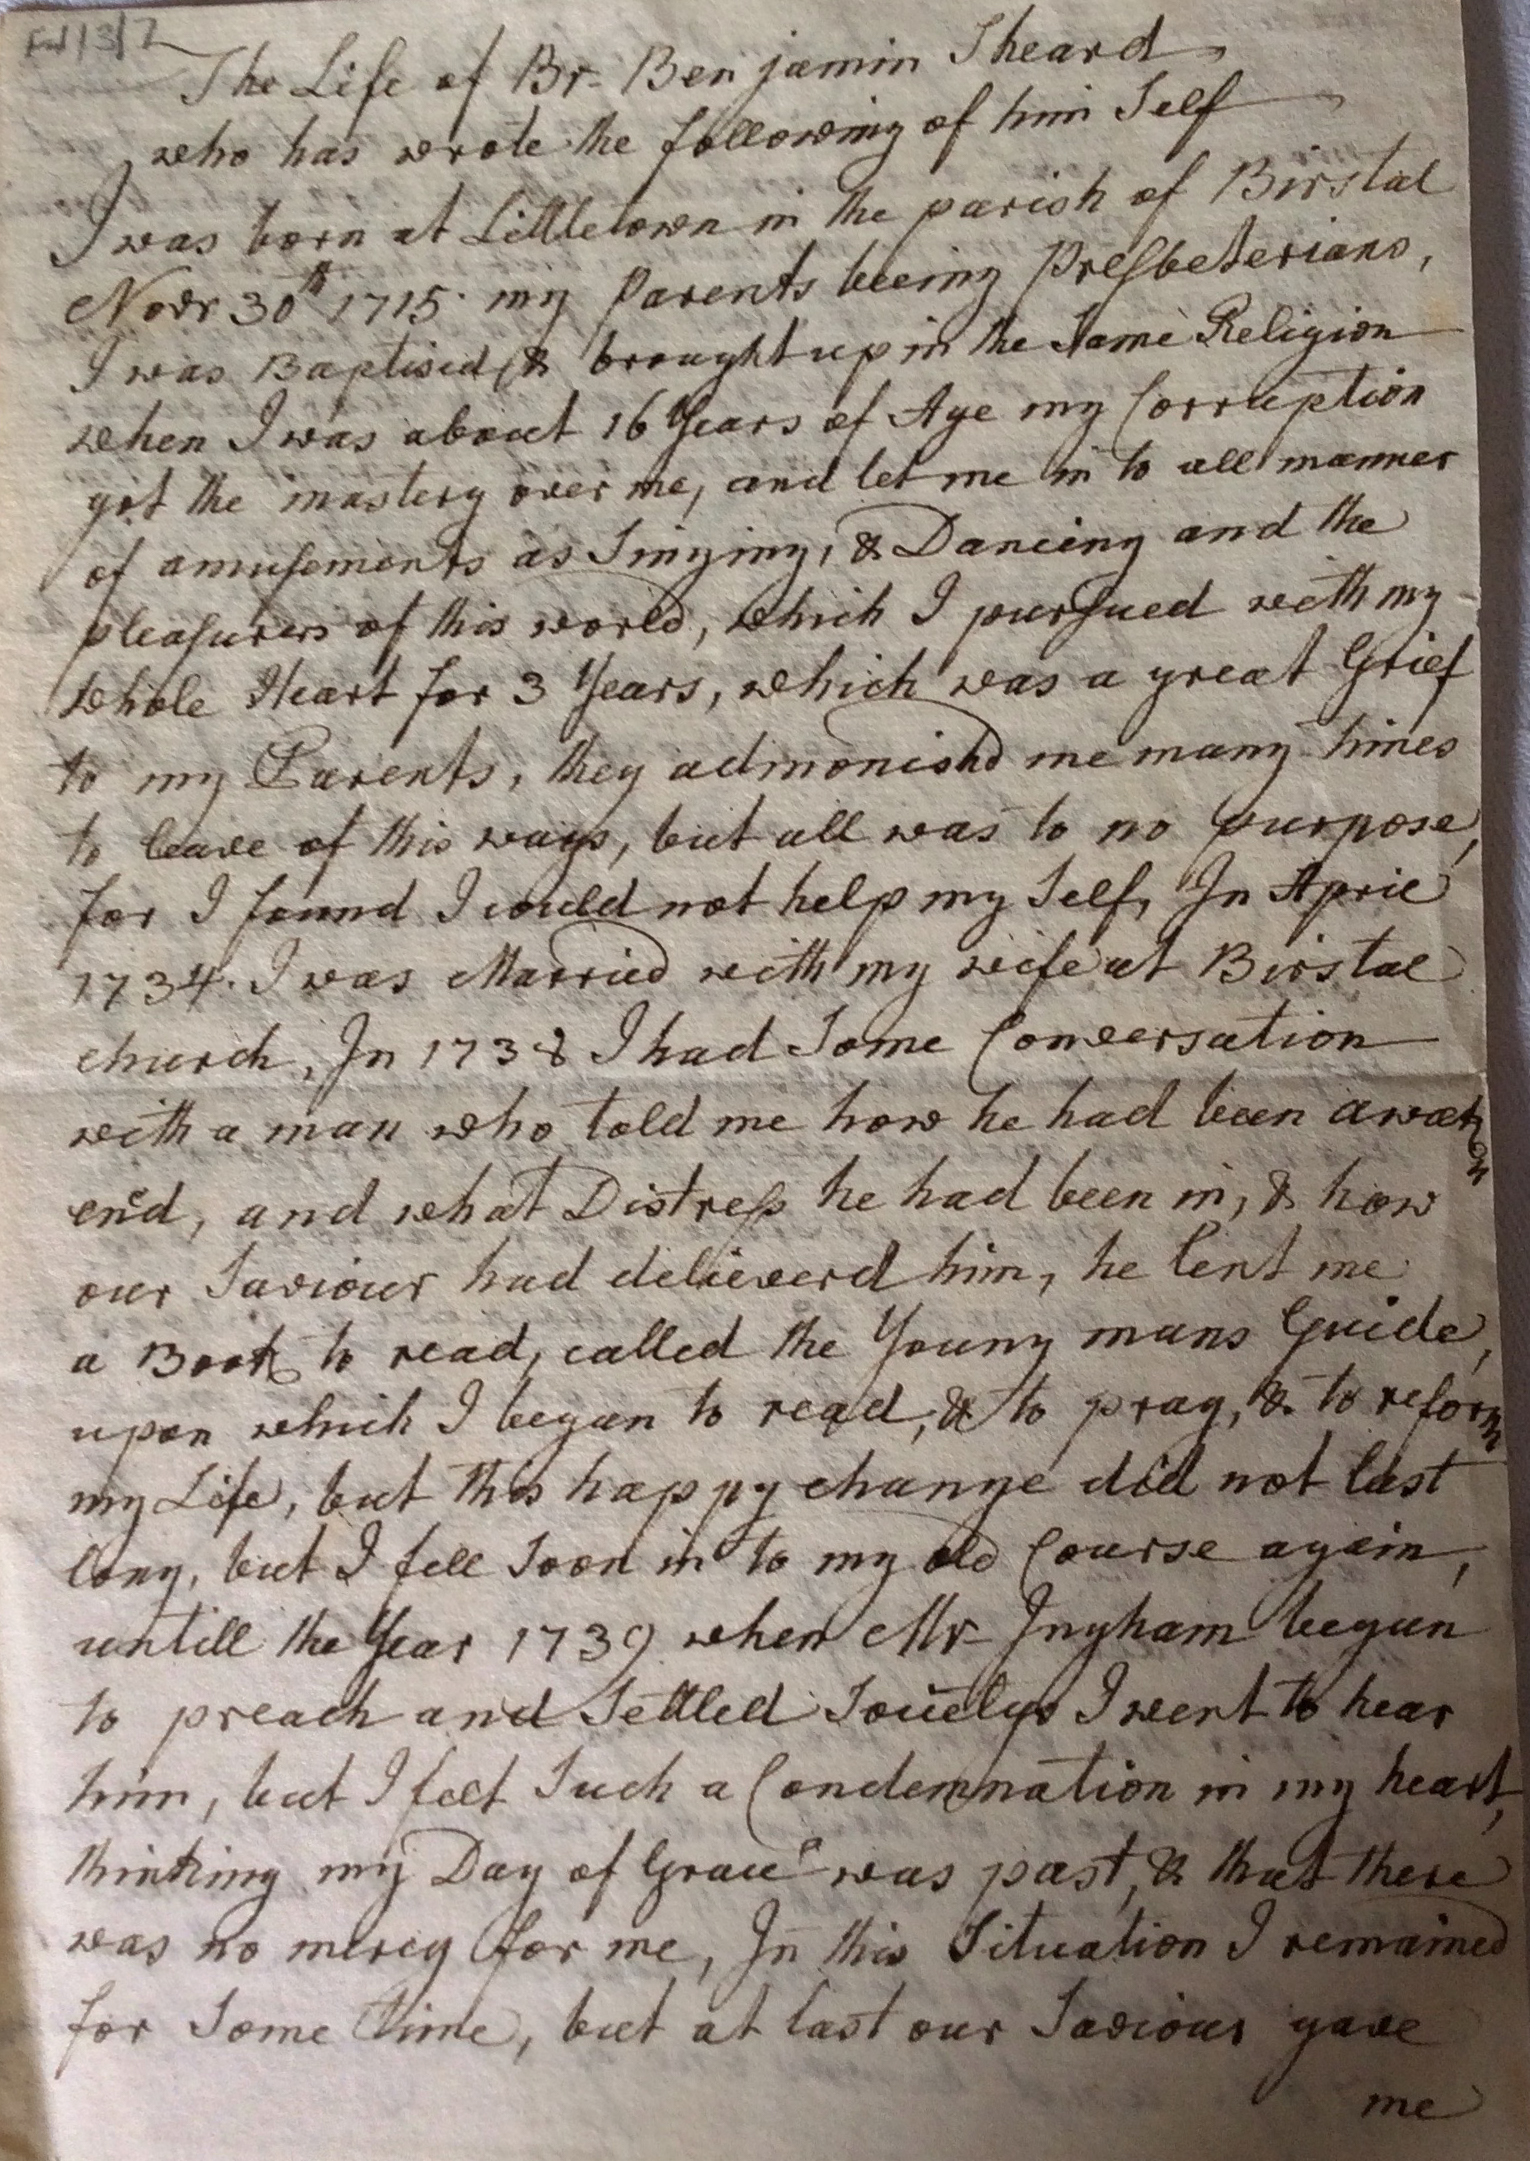 The Life of Br. Benjamin Sheard
who has wrote the following of him Self
I was born at Littletown in the parish of Birstal
Novr 30th 1715. my Parents beeing Presbeterians,
I was Baptised, & brought up in the Same Religion
when I was about 16 Years of Age my Corruption
got the mastery over me, and let me in to all manner
of amusements as Singing, & Dancing and the
pleasurers of this world, which I pursued with my
whole Heart for 3 Years, which was a great Grief
to my Parents, they admonishd me many times
to leave of this ways, but all was to no purpose,
for I found I could not help my Self, In April
1734. I was Married with my wife at Birstal
church, In 1738 I had Some Conversation
with a man who told me how he had been awak
end, and what Distress he had been in, & how
our Saviour had delieverd him, he lent me
a Book to read, called the Young mans Guide,
upon which I began to read, & to pray, & to reform
my Life, but this happy change did not last
long, but I fell Soon in to my old Course again,
untill the Year 1739 when Mr Ingham begun
to preach and Settled Societys I went to hear
him, but I felt Such a Condemnation in my heart,
thinking my Day of Grace was past, & that there
was no mercy for me, In this Situation I remained
for Some time, but at last our Saviour gave
me